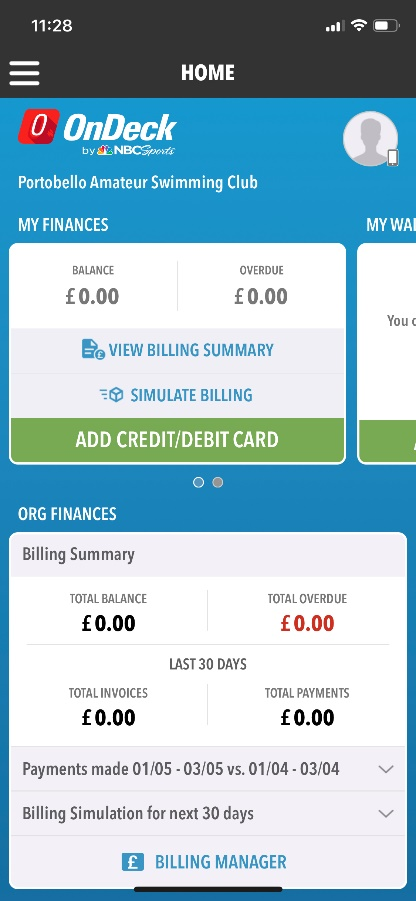 11:28
HOME
OnDeck
by NBC Sports
Portobello Amateur Swimming Club
MY FINANCES
BALANCE
£0.00
OVERDUE
£0.00
VIEW BILLING SUMMARY
SIMULATE BILLING
ADD CREDIT/DEBIT CARD
MY WA
You c
ORG FINANCES
Billing Summary
TOTAL BALANCE
£0.00
TOTAL OVERDUE
£0.00
LAST 30 DAYS
TOTAL INVOICES
£0.00
TOTAL PAYMENTS
£0.00
Payments made 01/05 - 03/05 vs. 01/04 - 03/04
Billing Simulation for next 30 days
BILLING MANAGER